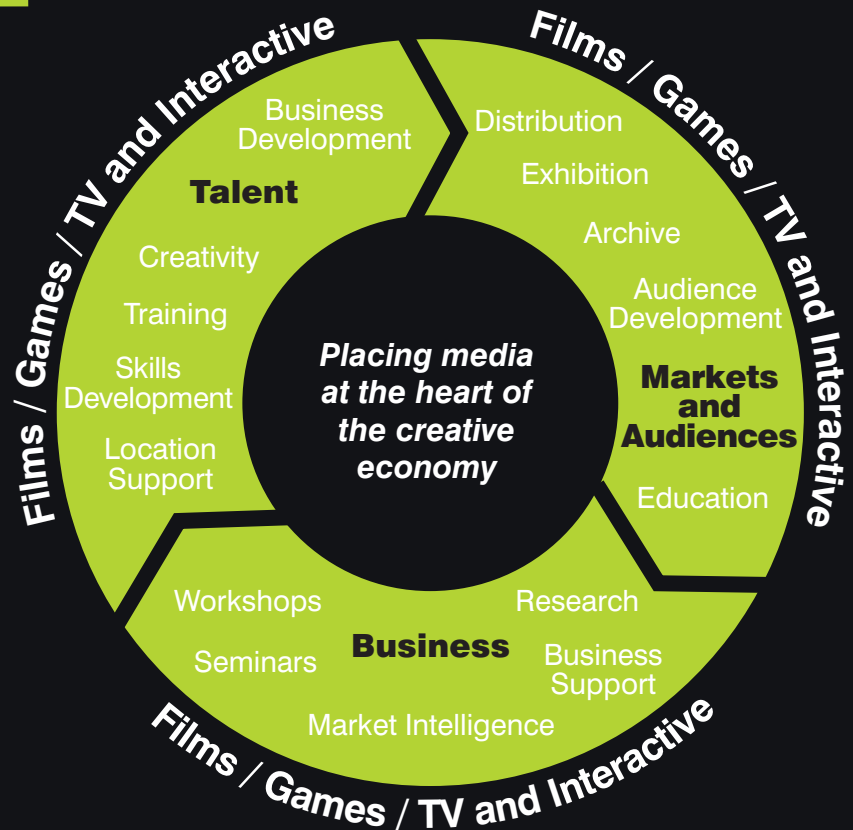 Films / Games / TV and Interactive
Business
Development
Talent
Creativity
Training
Skills
Development
Location
Support
Films / Games / TV and Interactive
Distribution
Exhibition
Archive
Audience
Development
Markets
and
Audiences
Education
Placing media
at the heart of
the creative
economy
Workshops
Research
Business
Seminars
Business
Support
Market Intelligence
Films / Games / TV and Interactive